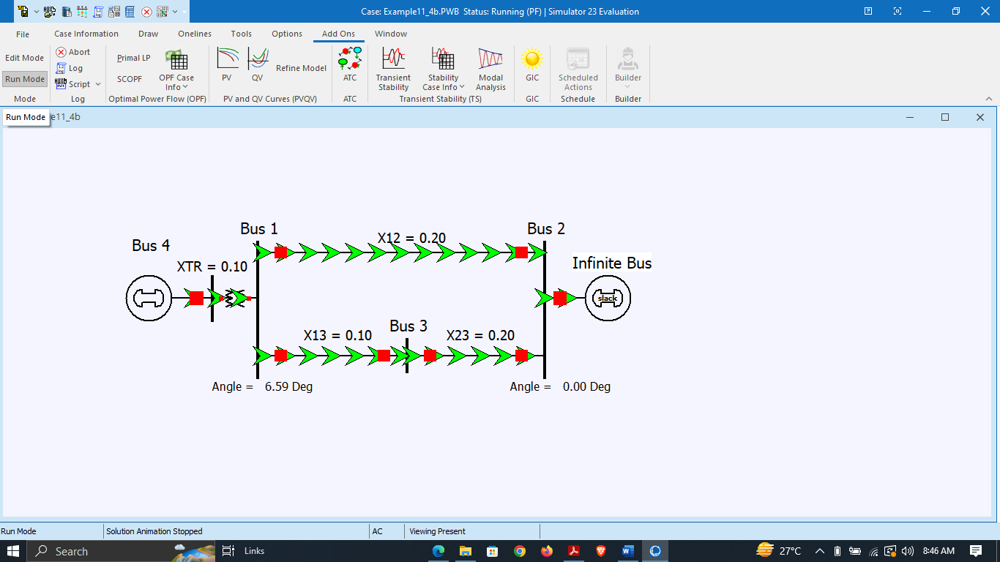 Case: Example11_4b.PWB Status: Running (PF) | Simulator 23 Evaluation
File Case Information Draw Onelines Tools Options Add Ons Window
Edit Mode
Run Mode
Mode
Abort
Log
Script
Log
Primal LP
SCOPF
OPF Case
Info
Optimal Power Flow (OPF)
PV
QV
Refine Model
PV and QV Curves (PVQV)
ATC
ATC
Transient
Stability
Stability
Case Info
Modal
Analysis
Transient Stability (TS)
GIC
GIC
Scheduled
Actions
Schedule
Builder
Builder
Run Mode
e11_4b
Bus 1
Bus 2
X12 = 0.20
Bus 4
XTR = 0.10
Infinite Bus
slack
Bus 3
X13 = 0.10
X23 = 0.20
Angle = 6.59 Deg
Angle = 0.00 Deg
Run Mode
Solution Animation Stopped
AC
Viewing Present
Search
Links
27°C
8:46 AM